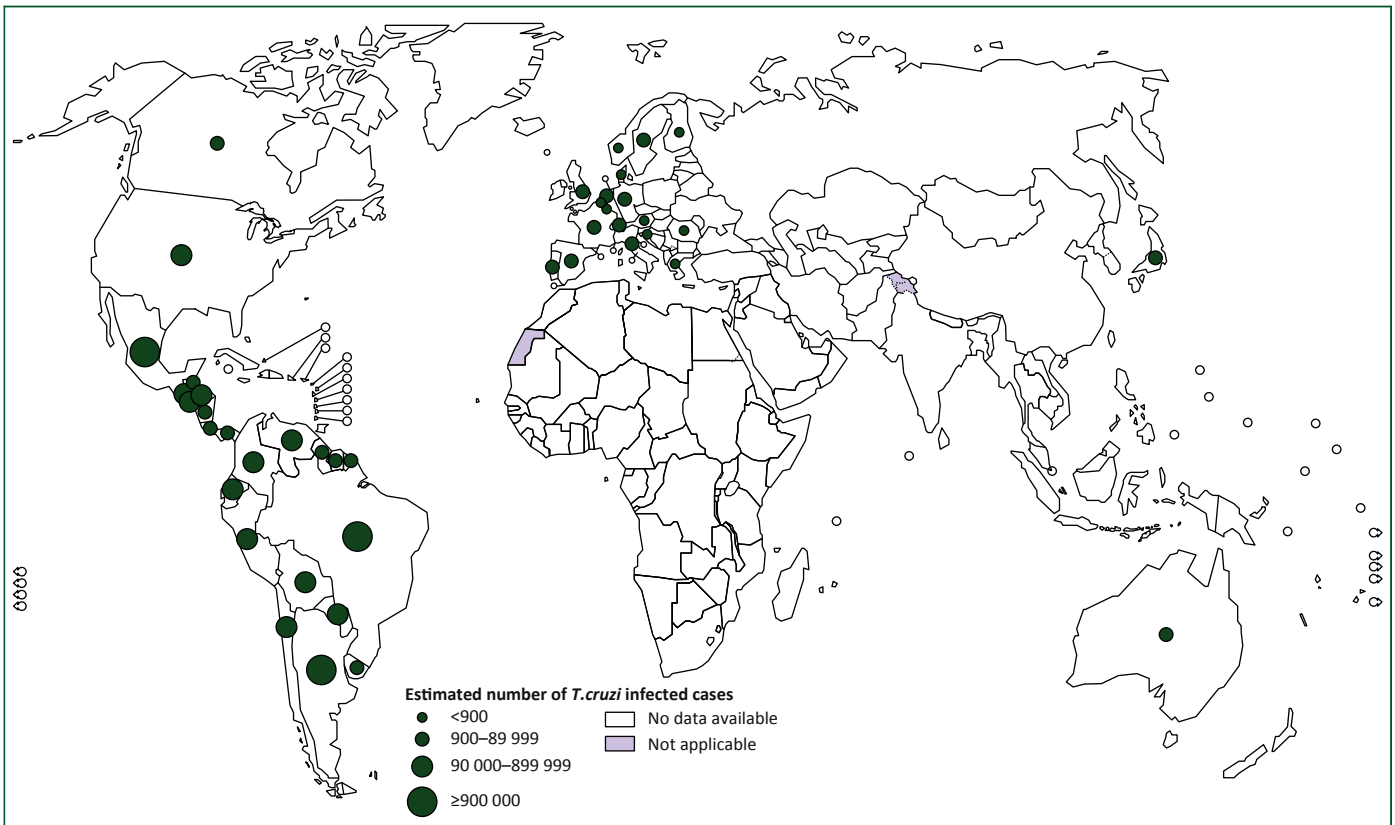 Estimated number of T.cruzi infected cases
<900
900–89 999
90 000–899 999
≥900 000
No data available
Not applicable